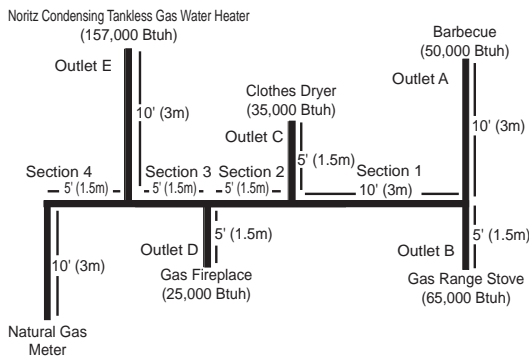 Noritz Condensing Tankless Gas Water Heater
(157,000 Btuh)
Barbecue
(50,000 Btuh)
Outlet E
Outlet A
Clothes Dryer
(35,000 Btuh)
10' (3m)
10' (3m)
Outlet C
5' (1.5m)
Section 4
Section 3
Section 2
Section 1
5' (1.5m)
5' (1.5m)
5' (1.5m)
10' (3m)
10' (3m)
Outlet D
5' (1.5m)
Outlet B
5' (1.5m)
Gas Fireplace
(25,000 Btuh)
Gas Range Stove
(65,000 Btuh)
Natural Gas
Meter